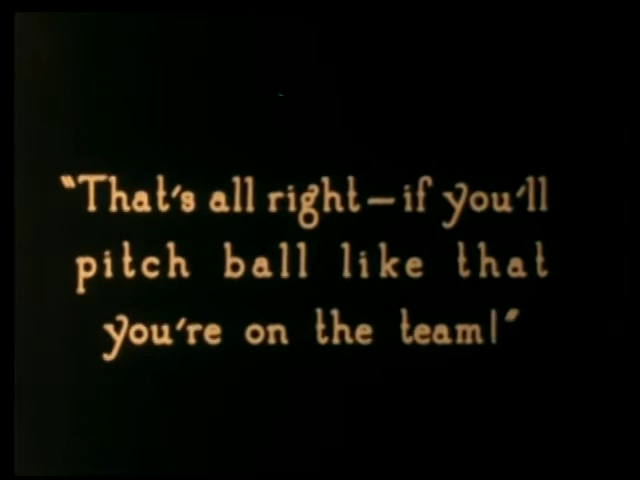 "That's all right—if you'll
pitch ball like that
you're on the team!"